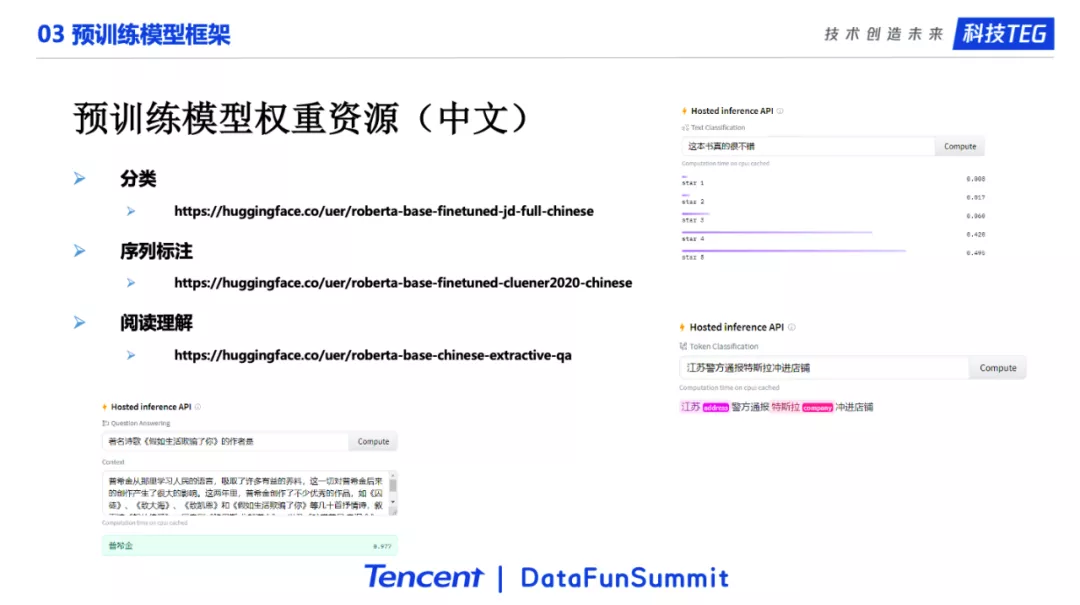 03 预训练模型框架
技术创造未来 科技TEG
预训练模型权重资源（中文）
分类
https://huggingface.co/uer/roberta-base-finetuned-jd-full-chinese
序列标注
https://huggingface.co/uer/roberta-base-finetuned-cluener2020-chinese
阅读理解
https://huggingface.co/uer/roberta-base-chinese-extractive-qa
Hosted inference API
Question Answering
著名诗歌《假如生活欺骗了你》的作者是
Compute
Context
普希金从那里学习人民的语言，吸取了许多有益的养料，这一切对普希金后来
的创作产生了很大的影响。这两年里，普希金创作了不少优秀的作品，如《囚
徒》、《致大海》、《致凯恩》和《假如生活欺骗了你》等几十首抒情诗，叙
Computation time on cpu: cached
普希金
0.977
Hosted inference API
Text Classification
这本书真的很不错
Compute
Computation time on cpu: cached
star 1 0.008
star 2 0.017
star 3 0.060
star 4 0.420
star 5 0.495
Hosted inference API
Token Classification
江苏警方通报特斯拉冲进店铺
Compute
Computation time on cpu: cached
江苏 address 警方通报 特斯拉 company 冲进店铺
Tencent | DataFunSummit